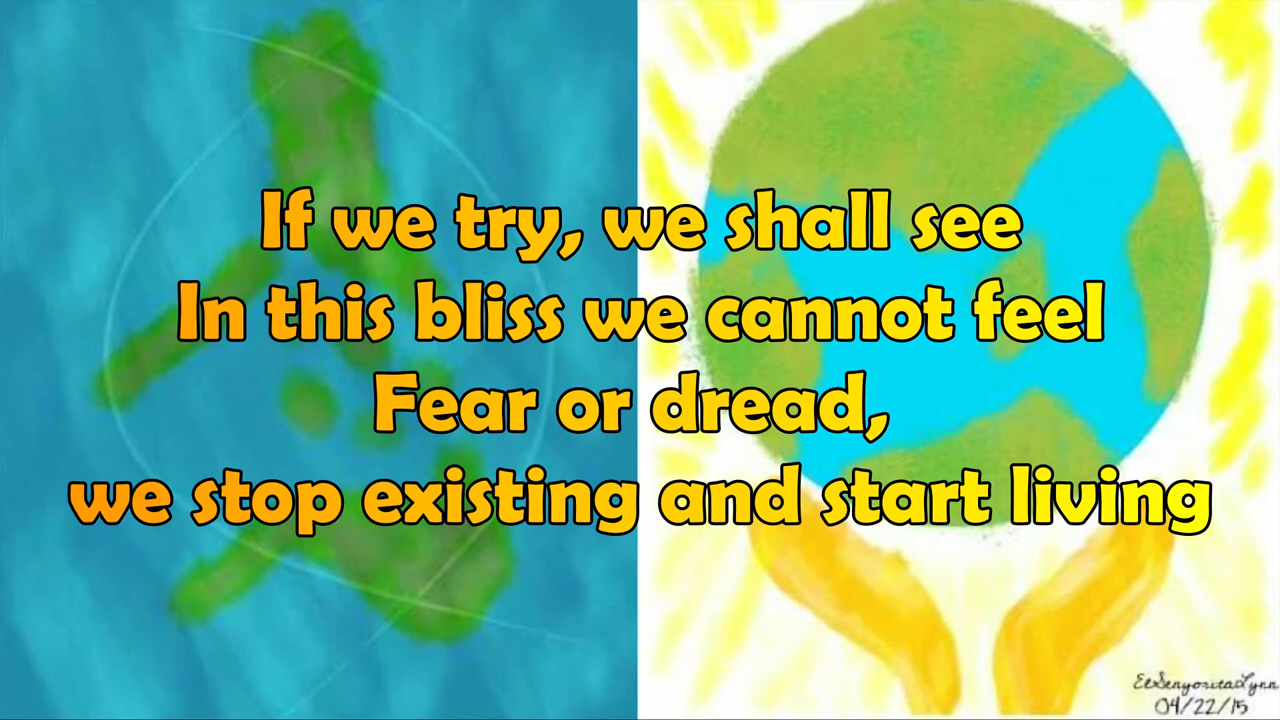 If we try, we shall see
In this bliss we cannot feel
Fear or dread,
we stop existing and start living
ElSenyoritaLynn
04/22/15